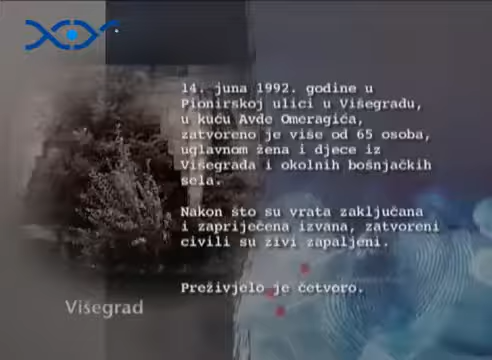 14. juna 1992. godine u
Pionirskoj ulici u Višegradu,
u kuću Avde Omeragića,
zatvoreno je više od 65 osoba,
uglavnom žena i djece iz
Višegrada i okolnih bošnjačkih
sela.
Nakon što su vrata zaključana
i zapriječena izvana, zatvoreni
civili su živi zapaljeni.
Preživjelo je četvoro.
Višegrad